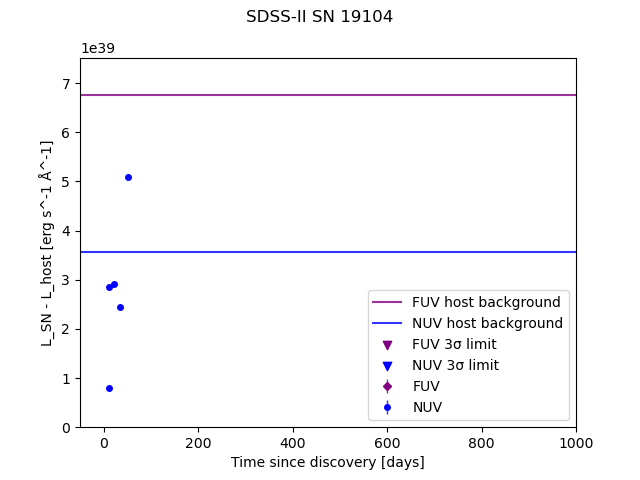 SDSS-II SN 19104
1e39
L_SN - L_host [erg s^-1 Å^-1]
7
6
5
4
3
2
1
0
FUV host background
NUV host background
FUV 3σ limit
NUV 3σ limit
FUV
NUV
0 200 400 600 800 1000
Time since discovery [days]